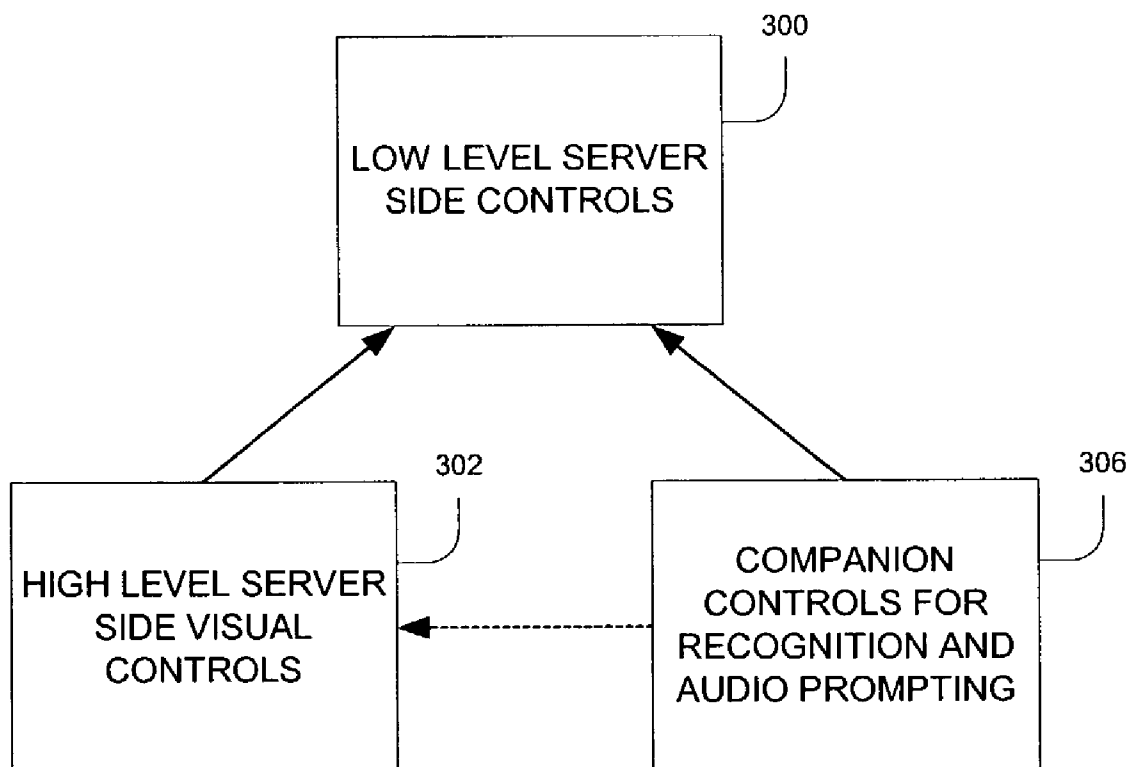 300
LOW LEVEL SERVER
SIDE CONTROLS
302
HIGH LEVEL SERVER
SIDE VISUAL
CONTROLS
306
COMPANION
CONTROLS FOR
RECOGNITION AND
AUDIO PROMPTING